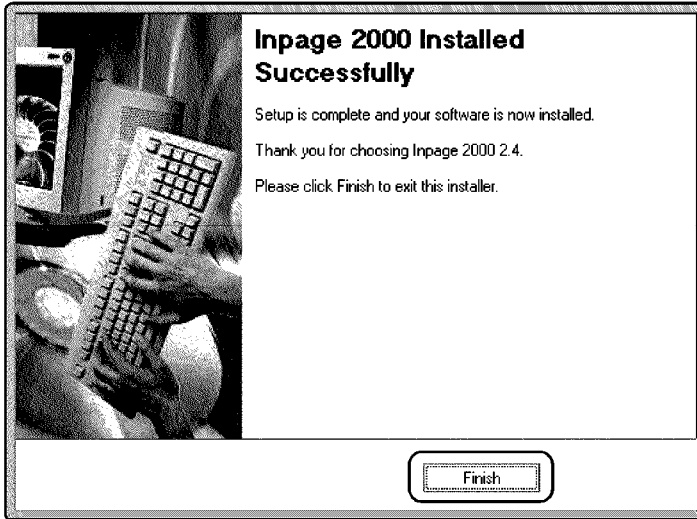 Inpage 2000 Installed
Successfully
Setup is complete and your software is now installed.
Thank you for choosing Inpage 2000 2.4.
Please click Finish to exit this installer.
Finish